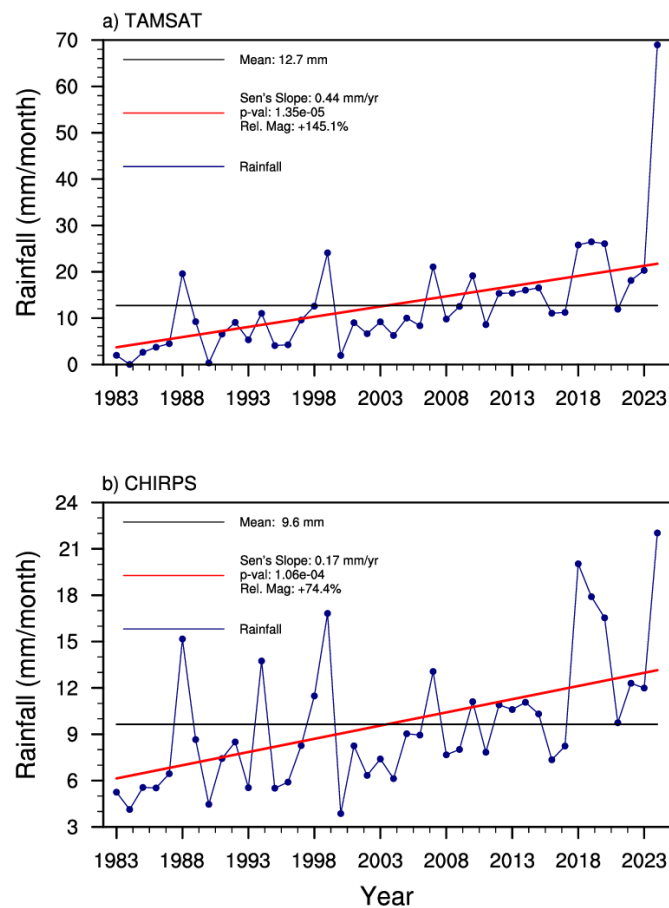 a) TAMSAT
70
60
50
40
30
20
10
0
Rainfall (mm/month)
Mean: 12.7 mm
Sen's Slope: 0.44 mm/yr
p-val: 1.35e-05
Rel. Mag: +145.1%
Rainfall
1983 1988 1993 1998 2003 2008 2013 2018 2023
b) CHIRPS
24
21
18
15
12
9
6
3
Rainfall (mm/month)
Mean: 9.6 mm
Sen's Slope: 0.17 mm/yr
p-val: 1.06e-04
Rel. Mag: +74.4%
Rainfall
1983 1988 1993 1998 2003 2008 2013 2018 2023
Year